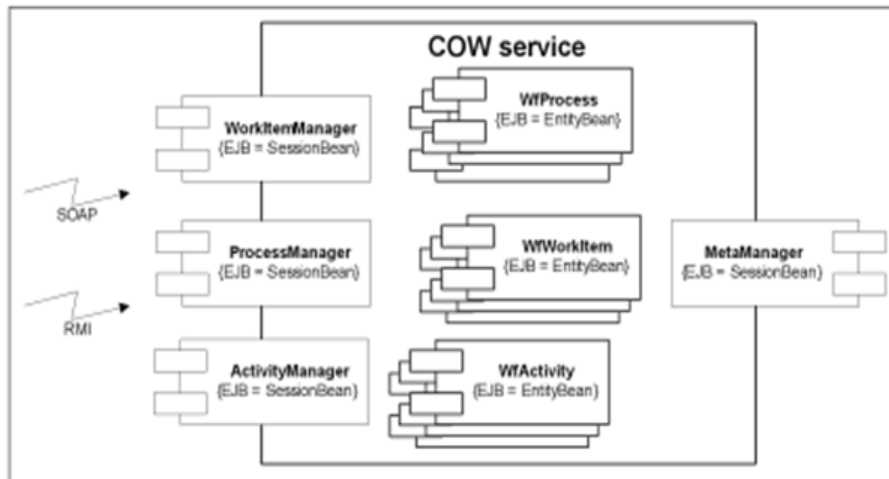 COW service
WorkItemManager
{EJB = SessionBean}
WfProcess
{EJB = EntityBean}
SOAP
ProcessManager
{EJB = SessionBean}
WfWorkItem
{EJB = EntityBean}
MetaManager
{EJB = SessionBean}
RMI
ActivityManager
{EJB = SessionBean}
WfActivity
{EJB = EntityBean}